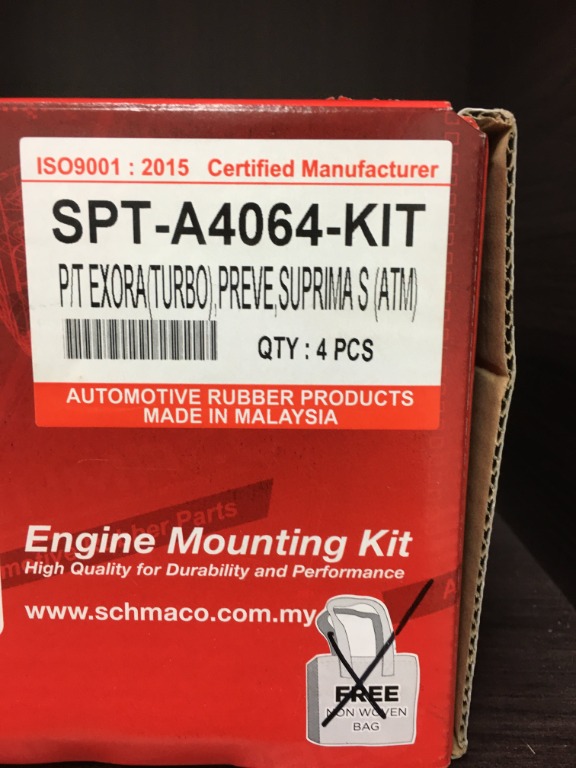 ISO9001 : 2015 Certified Manufacturer
SPT-A4064-KIT
P/T EXORA(TURBO),PREVE,SUPRIMA S (ATM)
QTY : 4 PCS
AUTOMOTIVE RUBBER PRODUCTS
MADE IN MALAYSIA
Rubber Parts
Engine Mounting Kit
High Quality for Durability and Performance
www.schmaco.com.my
FREE
NON WOVEN
BAG